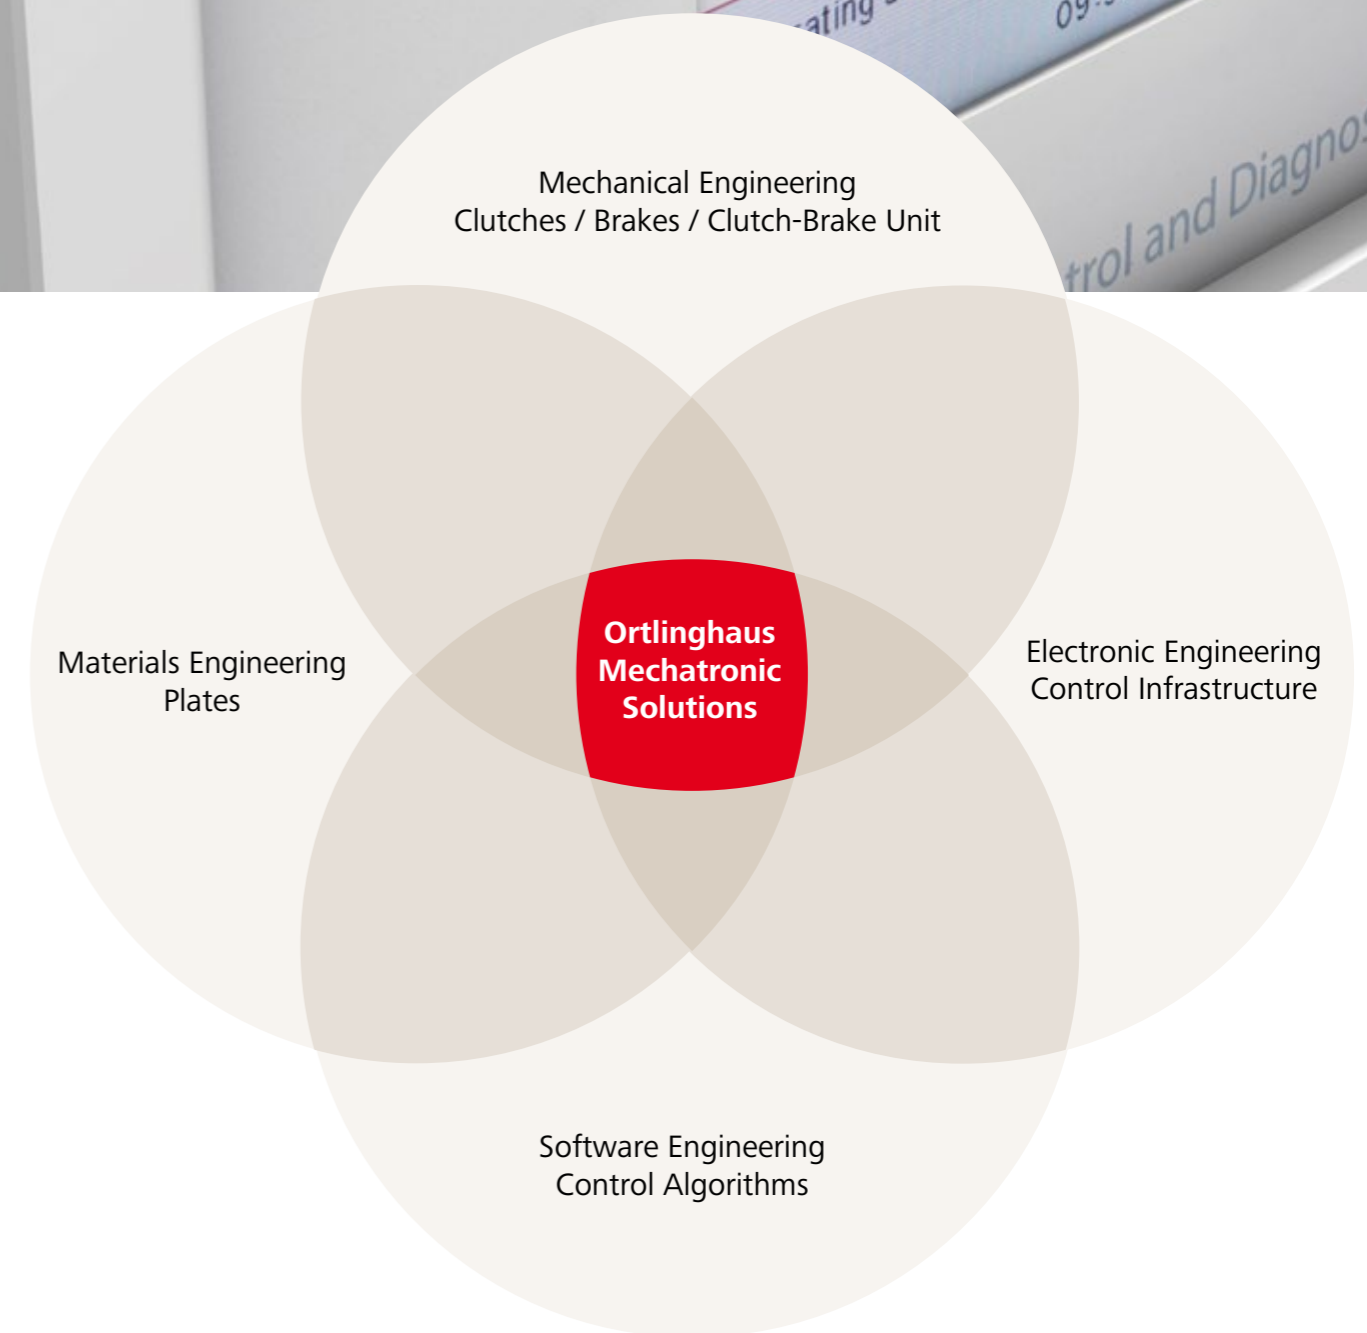 Mechanical Engineering
Clutches / Brakes / Clutch-Brake Unit
Materials Engineering
Plates
Ortlinghaus
Mechatronic
Solutions
Electronic Engineering
Control Infrastructure
Software Engineering
Control Algorithms
and